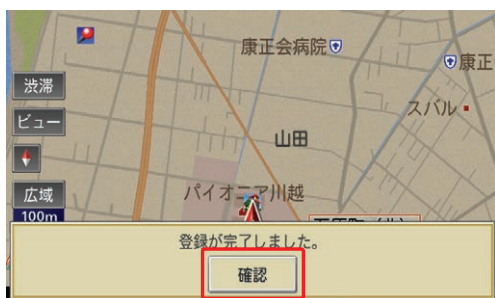 康正会病院
康正
渋滞
スバル
ビュー
山田
広域
パイオニア川越
100m
登録が完了しました。
確認